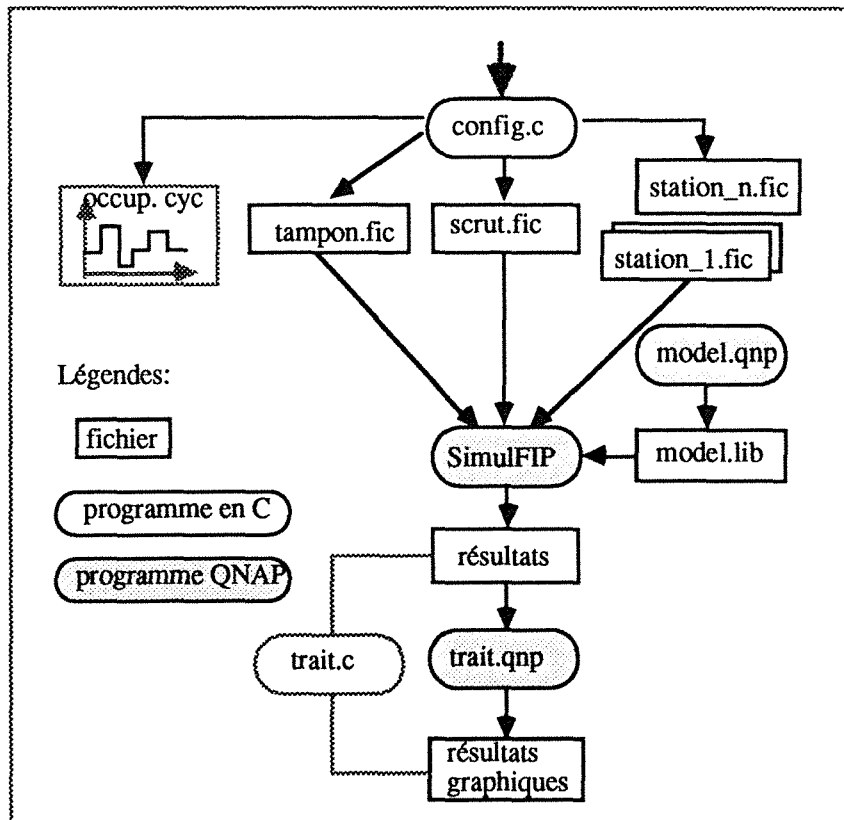 config.c
occup. cyc
tampon.fic
scrut.fic
station_n.fic
station_1.fic
model.qnp
Légendes:
fichier
SimulFIP
model.lib
programme en C
résultats
programme QNAP
trait.c
trait.qnp
résultats
graphiques